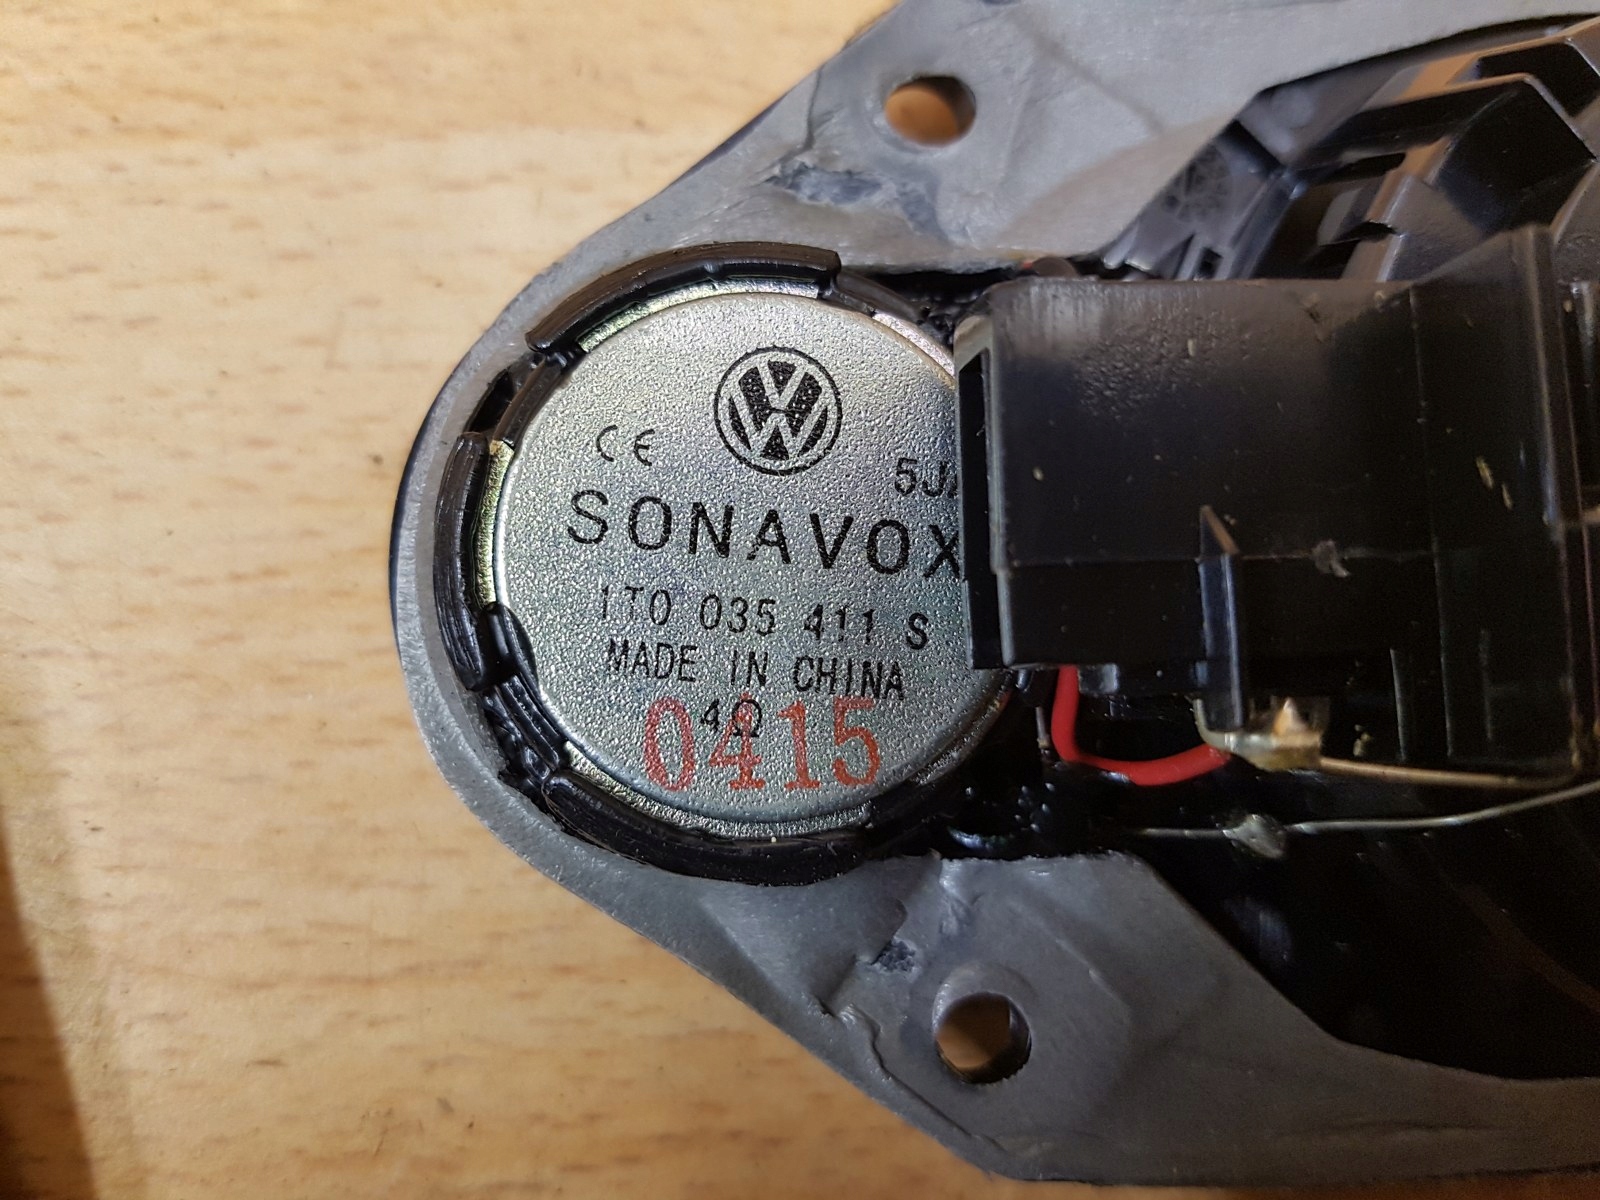 CE
SONAVOX
1T0 035 411 S
MADE IN CHINA
4Ω
0415